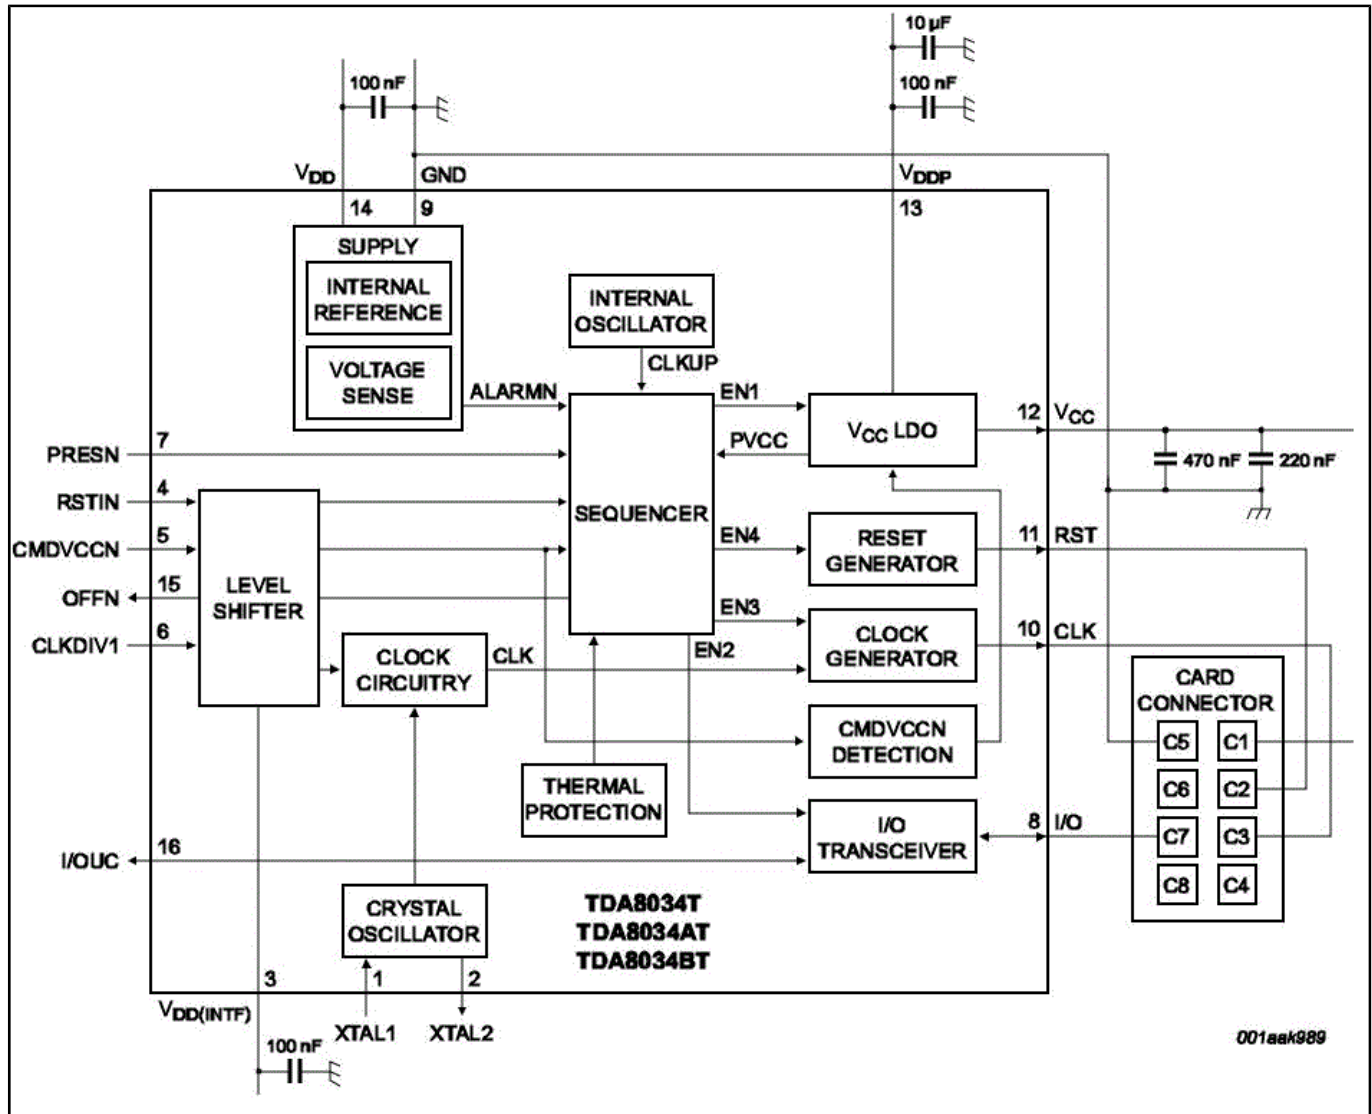 10 µF
100 nF
100 nF
VDD
GND
VDDP
14
9
13
SUPPLY
INTERNAL
REFERENCE
VOLTAGE
SENSE
INTERNAL
OSCILLATOR
CLKUP
ALARMN
EN1
VCC LDO
12
VCC
PVCC
470 nF
220 nF
7
PRESN
4
RSTIN
5
CMDVCCN
15
OFFN
6
CLKDIV1
LEVEL
SHIFTER
SEQUENCER
EN4
RESET
GENERATOR
11
RST
EN3
EN2
CLOCK
GENERATOR
10
CLK
CLOCK
CIRCUITRY
CLK
CMDVCCN
DETECTION
THERMAL
PROTECTION
I/O
TRANSCEIVER
8
I/O
CARD
CONNECTOR
C5
C1
C6
C2
C7
C3
C8
C4
16
I/OUC
CRYSTAL
OSCILLATOR
TDA8034T
TDA8034AT
TDA8034BT
3
1
2
VDD(INTF)
XTAL1
XTAL2
100 nF
001aak989